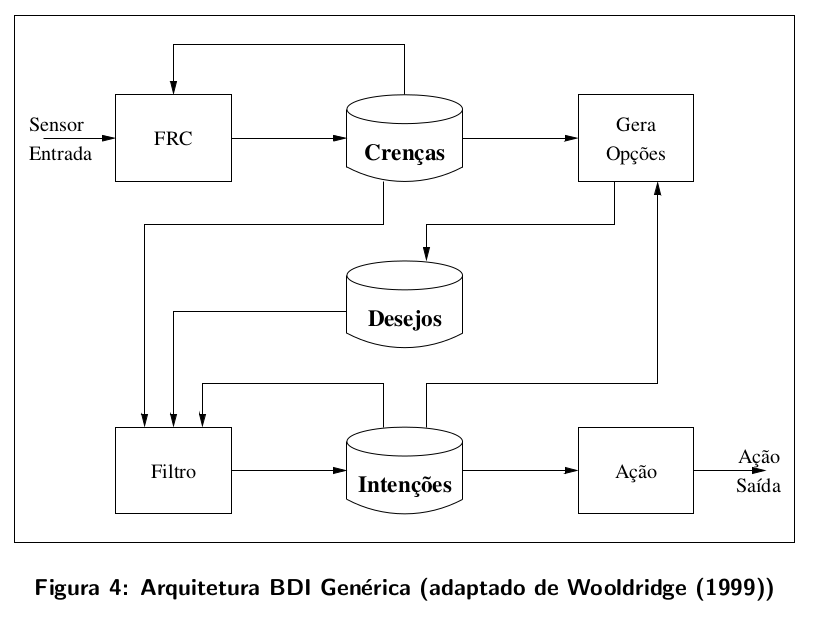 Sensor
Entrada
FRC
Crenças
Gera
Opções
Desejos
Filtro
Intenções
Ação
Ação
Saída
Figura 4: Arquitetura BDI Genérica (adaptado de Wooldridge (1999))